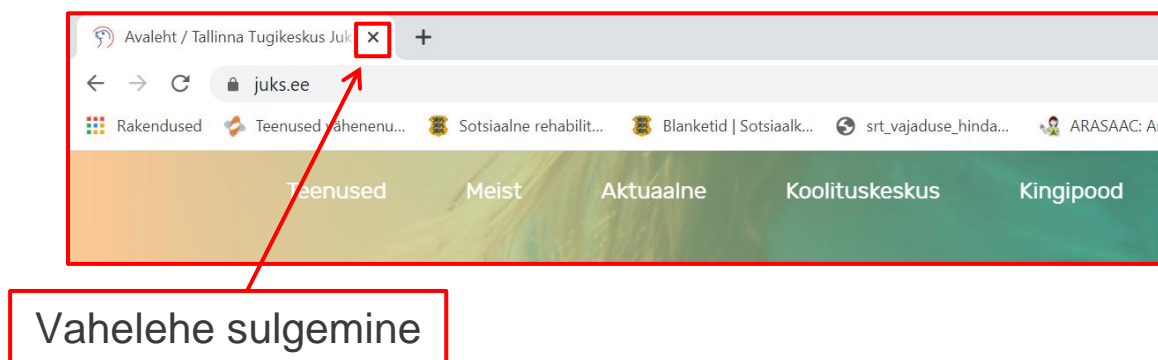 Avaleht / Tallinna Tugikeskus Juk
juks.ee
Rakendused Teenused vähenenu... Sotsiaalne rehabilit... Blanketid | Sotsiaalk... srt_vajaduse_hinda... ARASAAC: A
Teenused Meist Aktuaalne Koolituskeskus Kingipood
Vahelehe sulgemine